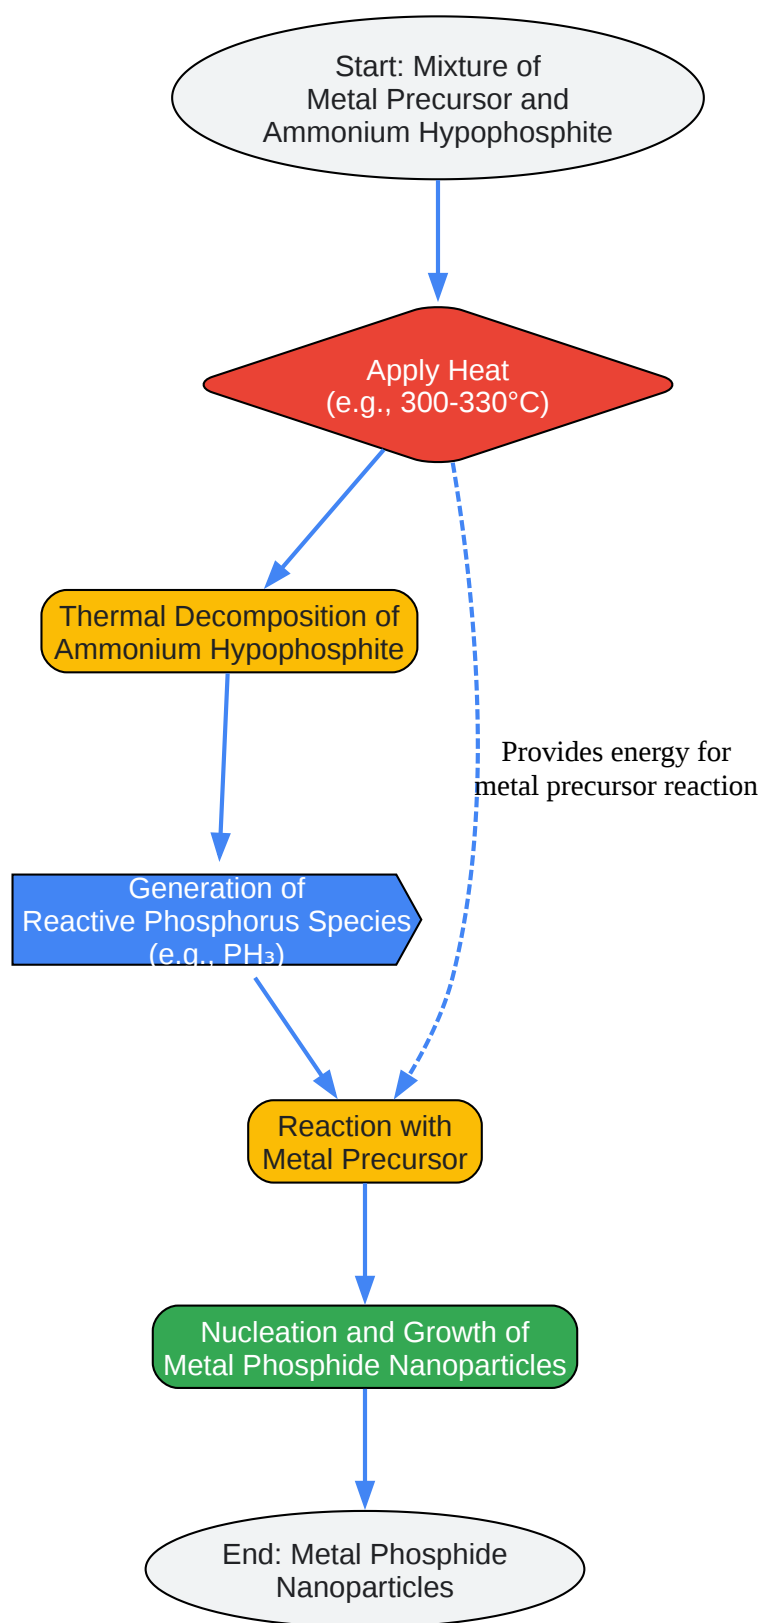 Start: Mixture of
Metal Precursor and
Ammonium Hypophosphite
Apply Heat
(e.g., 300-330°C)
Thermal Decomposition of
Ammonium Hypophosphite
Provides energy for
metal precursor reaction
Generation of
Reactive Phosphorus Species
(e.g., PH₃)
Reaction with
Metal Precursor
Nucleation and Growth of
Metal Phosphide Nanoparticles
End: Metal Phosphide
Nanoparticles